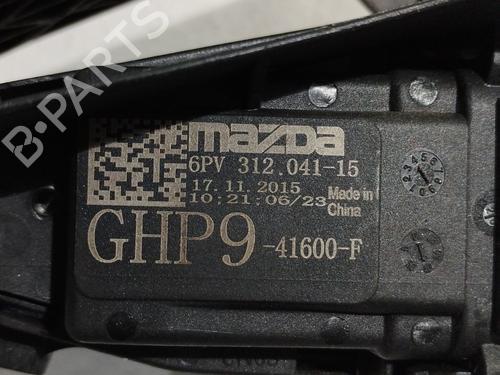 B-PARTS
mazda
6PV 312.041-15
17.11.2015
10:21:06/23
Made in
China
GHP9 -41600-F